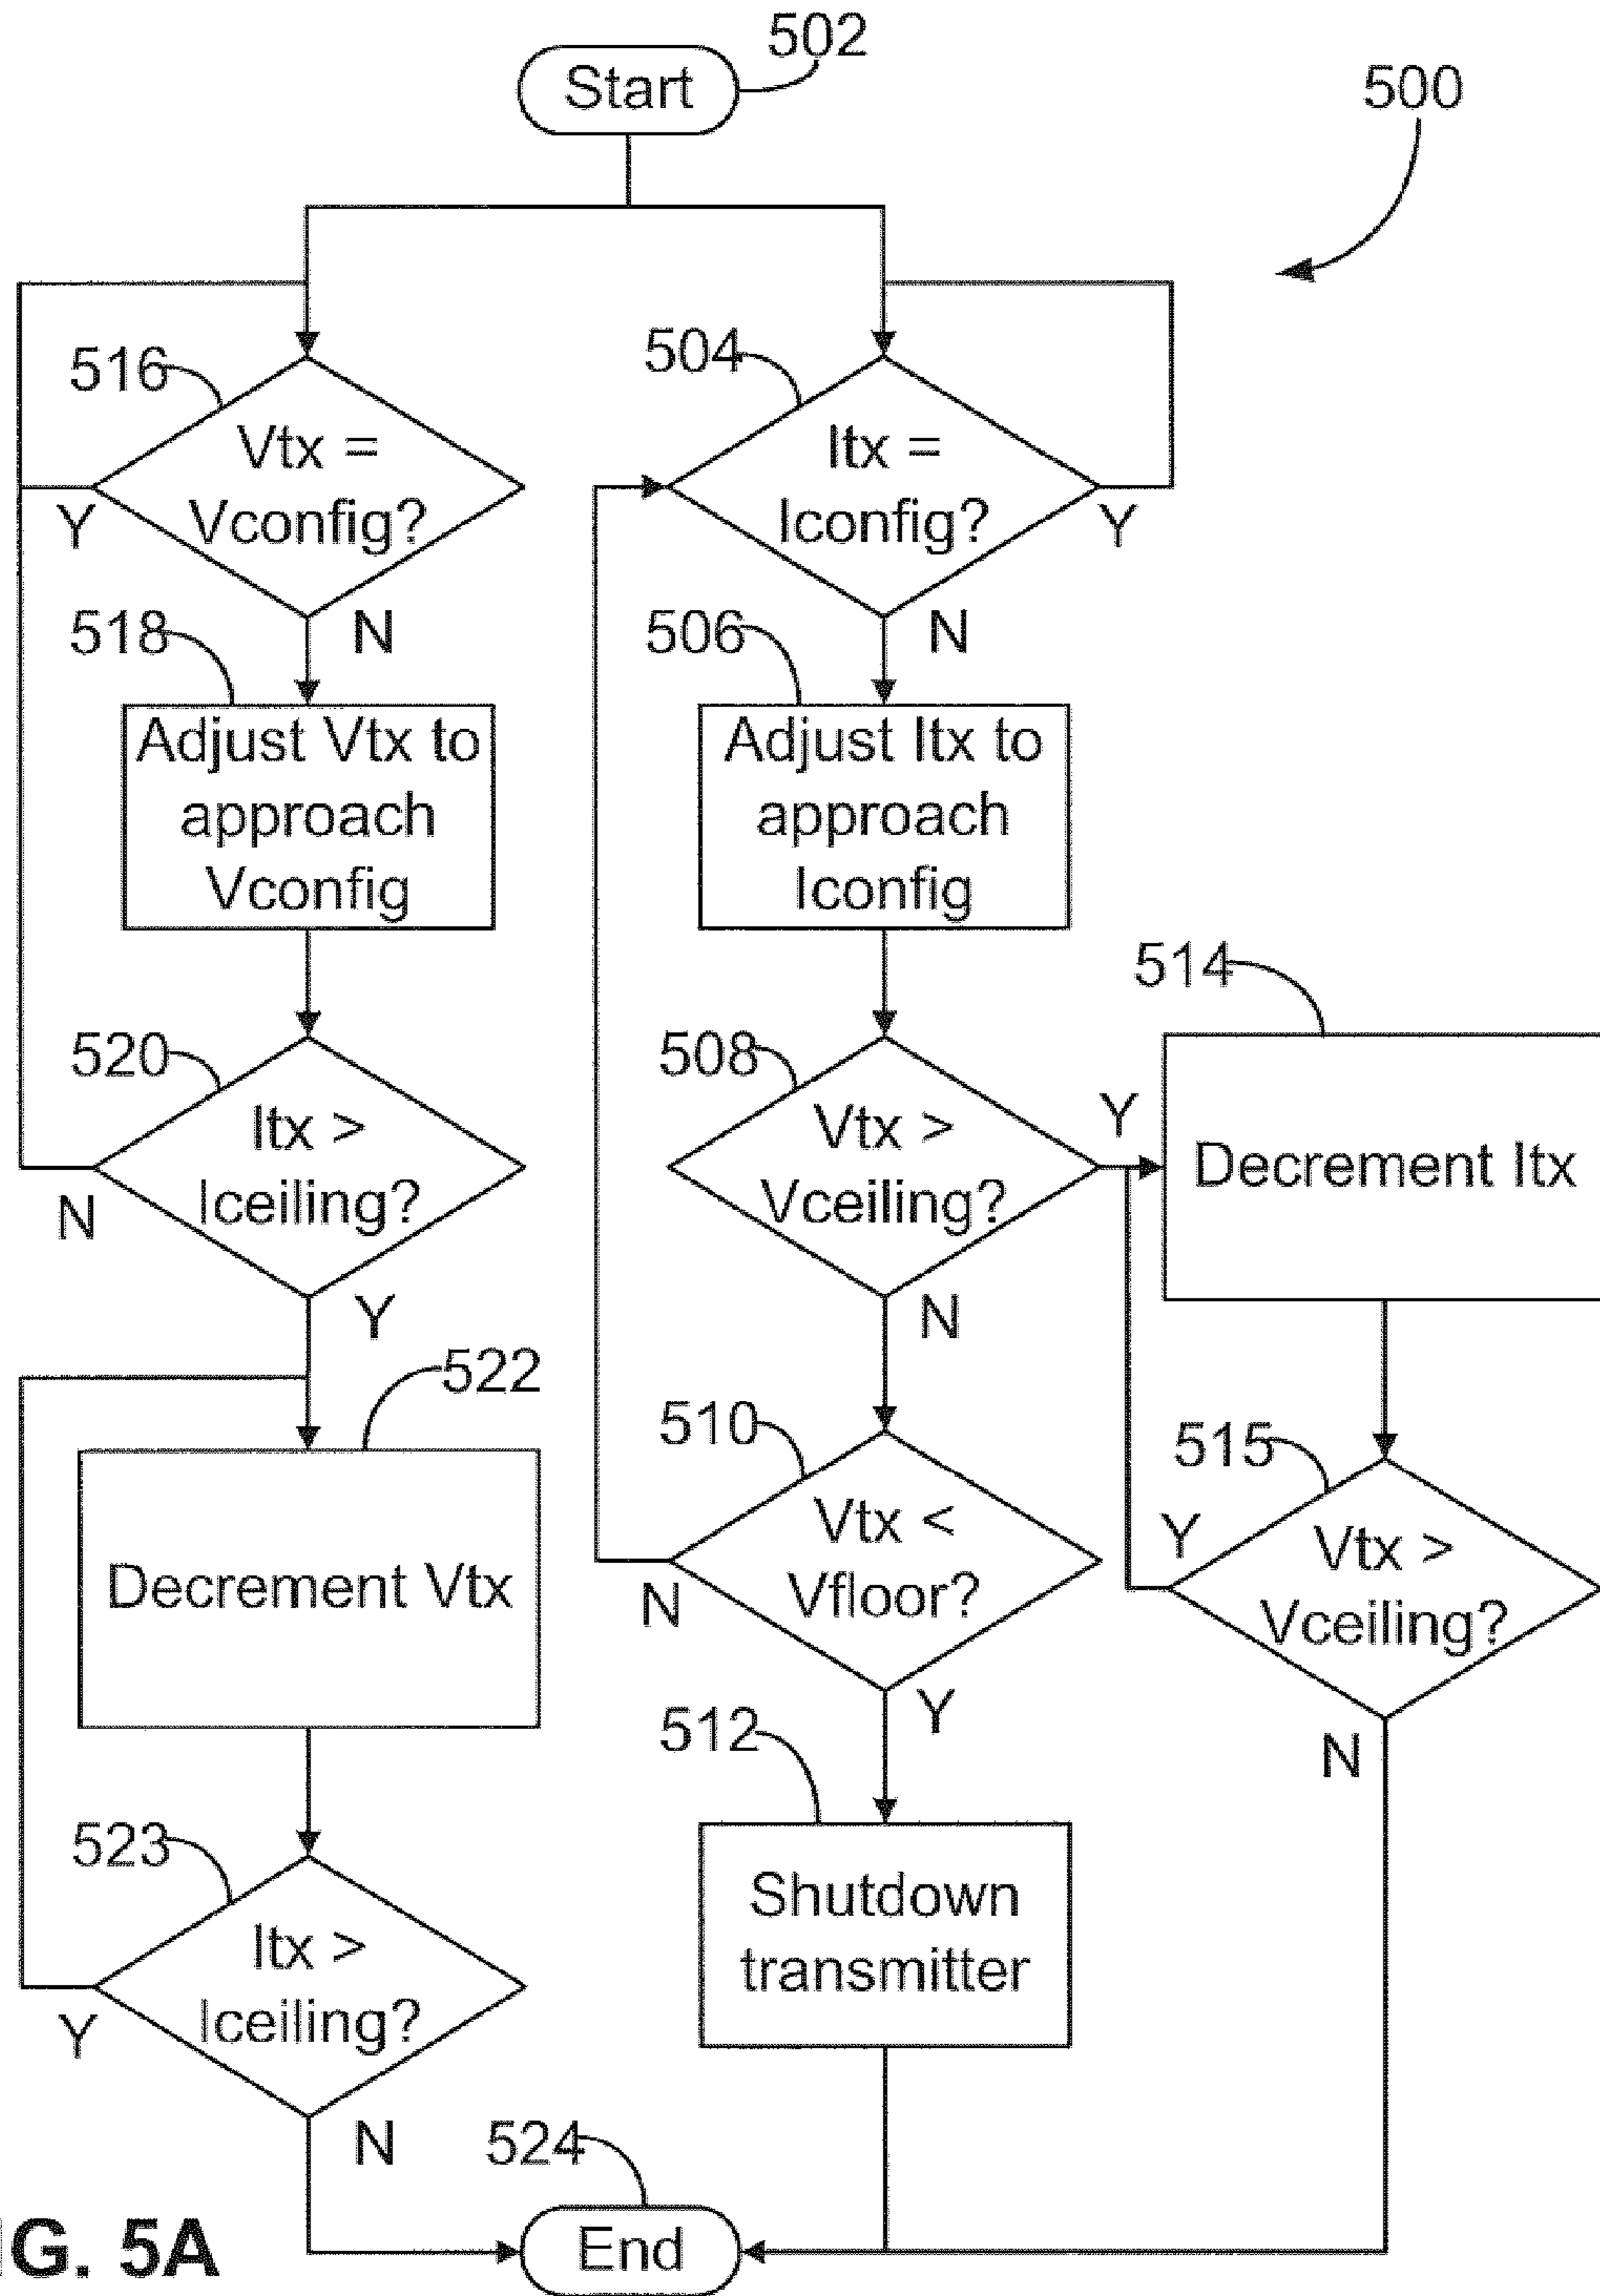 502
Start
500
516
Vtx =
Vconfig?
Y
N
504
Itx =
Iconfig?
Y
N
518
Adjust Vtx to
approach
Vconfig
506
Adjust Itx to
approach
Iconfig
520
Itx >
Iceiling?
N
Y
508
Vtx >
Vceiling?
Y
N
514
Decrement Itx
522
Decrement Vtx
510
Vtx <
Vfloor?
N
Y
515
Vtx >
Vceiling?
Y
N
523
Itx >
Iceiling?
Y
N
512
Shutdown
transmitter
524
End
G. 5A